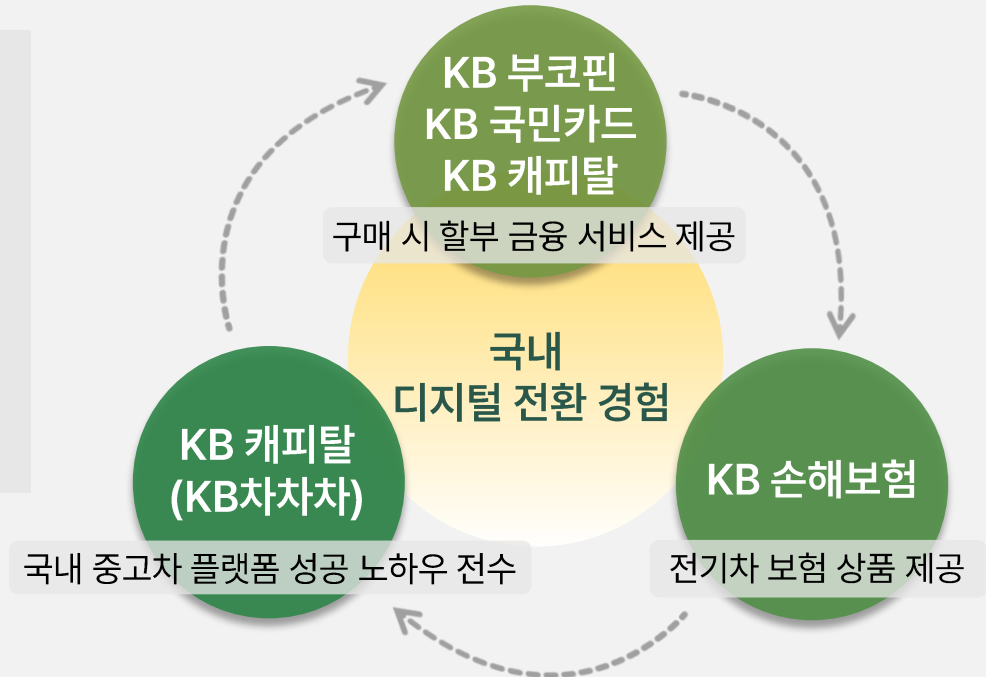 KB 부코핀
KB 국민카드
KB 캐피탈
구매 시 할부 금융 서비스 제공
국내
디지털 전환 경험
KB 캐피탈
(KB차차차)
국내 중고차 플랫폼 성공 노하우 전수
KB 손해보험
전기차 보험 상품 제공